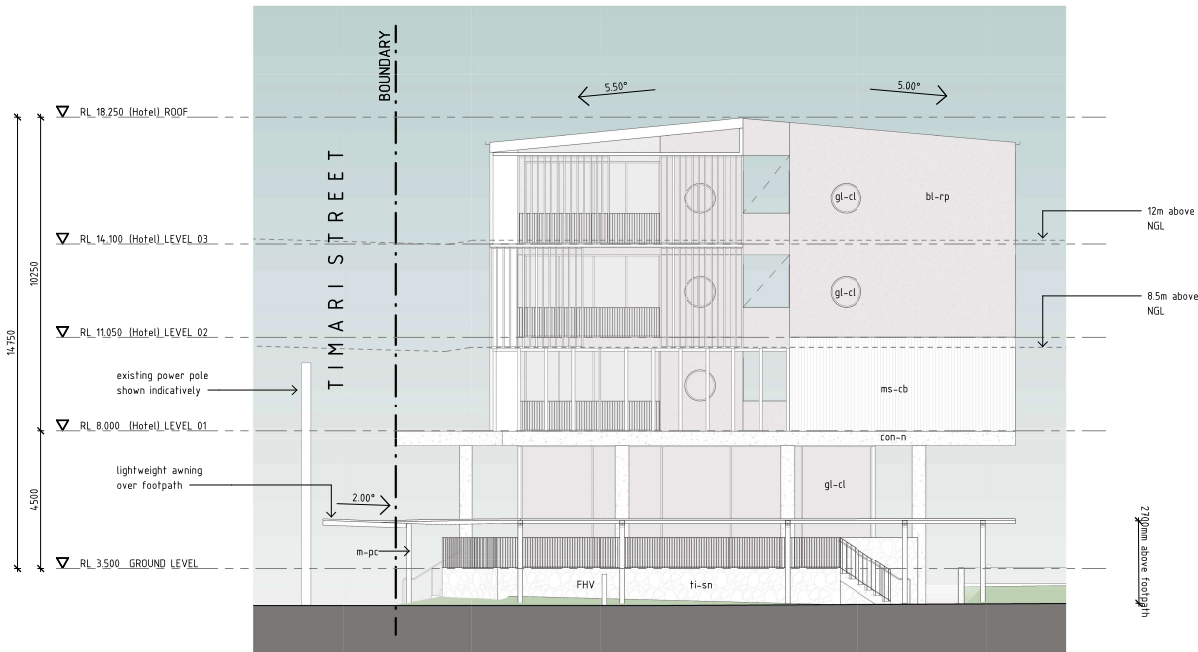 BOUNDARY
5.50°
5.00°
RL 18.250 (Hotel) ROOF
TIMARI STREET
gl-cl
bl-rp
12m above
NGL
RL 14.100 (Hotel) LEVEL 03
10250
gl-cl
8.5m above
NGL
14750
RL 11.050 (Hotel) LEVEL 02
existing power pole
shown indicatively
ms-cb
RL 8.000 (Hotel) LEVEL 01
con-n
lightweight awning
over footpath
gl-cl
4500
2.00°
2700mm above footpath
m-pc
RL 3.500 GROUND LEVEL
FHV
ti-sn